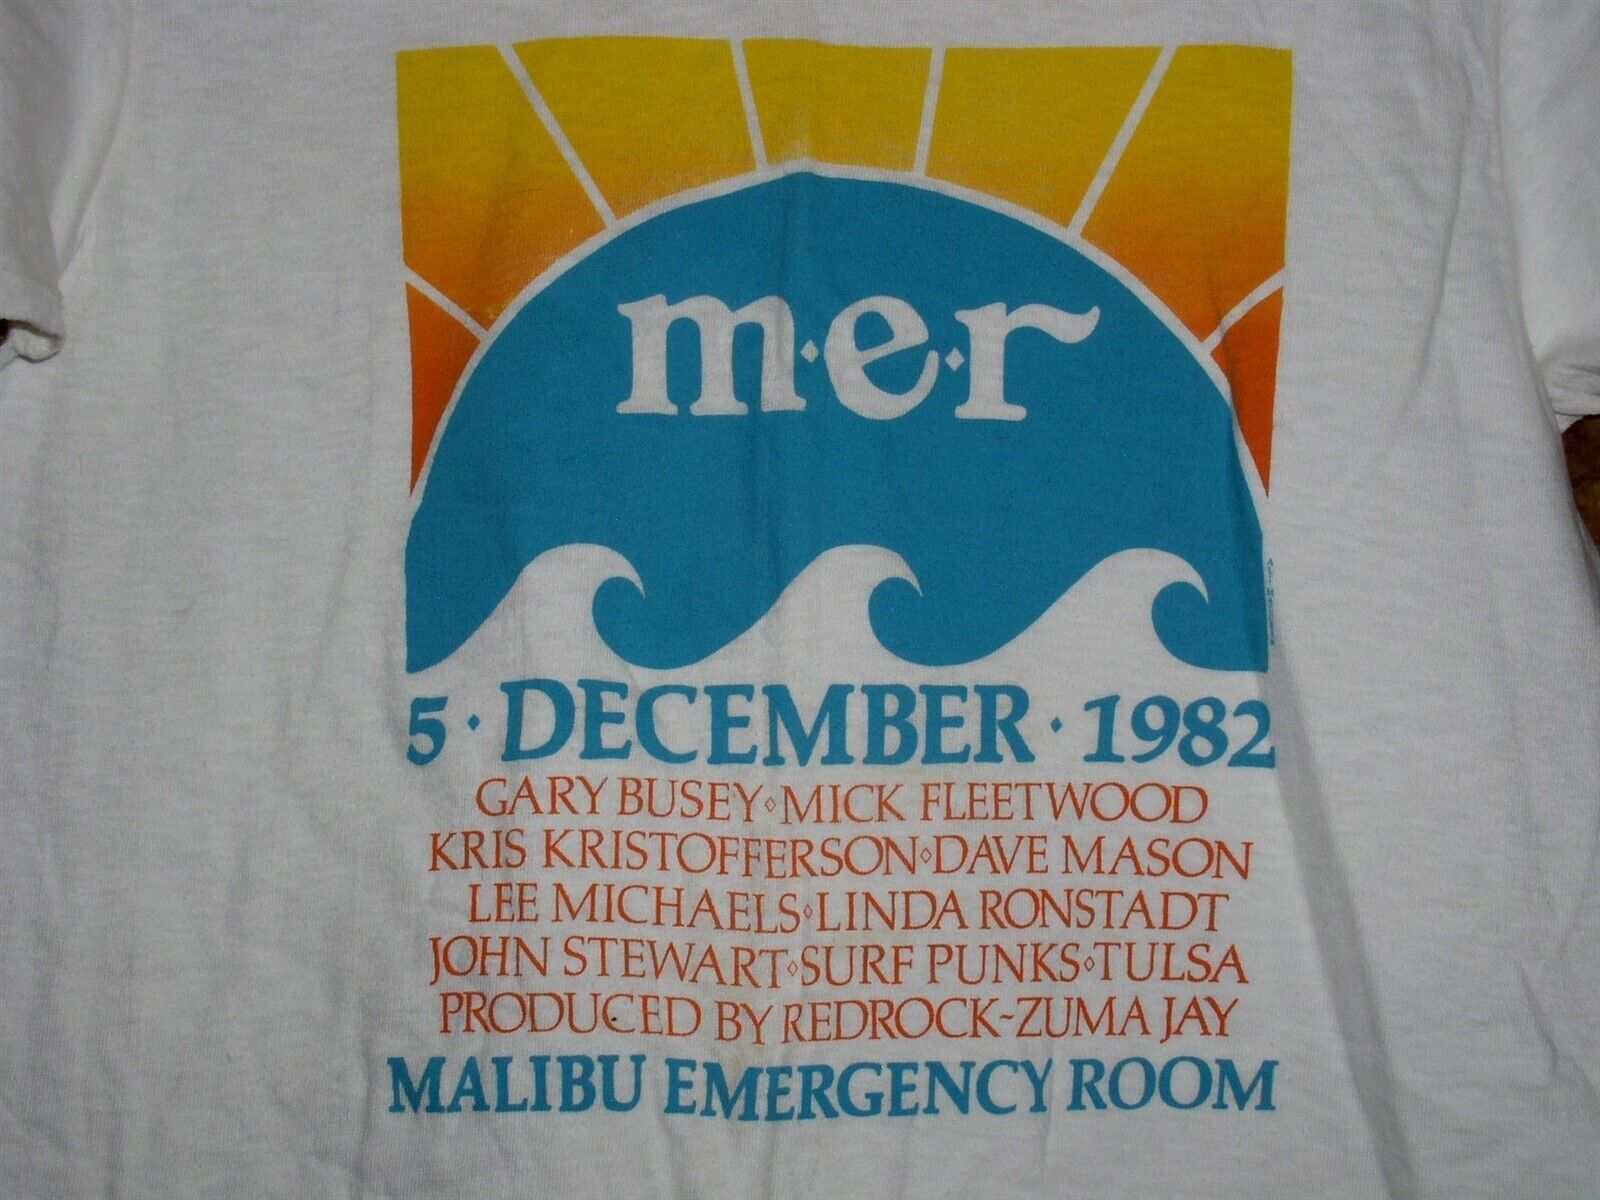 m·e·r
5 · DECEMBER · 1982
GARY BUSEY◦MICK FLEETWOOD
KRIS KRISTOFFERSON◦DAVE MASON
LEE MICHAELS◦LINDA RONSTADT
JOHN STEWART◦SURF PUNKS◦TULSA
PRODUCED BY REDROCK~ZUMA JAY
MALIBU EMERGENCY ROOM